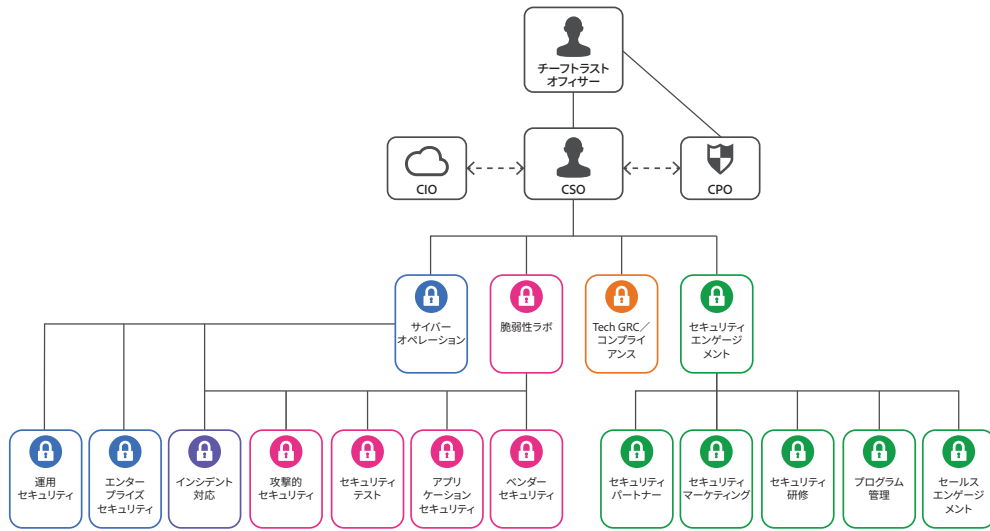 チーフトラスト
オフィサー
CIO
CSO
CPO
サイバー
オペレーション
脆弱性ラボ
Tech GRC／
コンプライ
アンス
セキュリティ
エンゲージ
メント
運用
セキュリティ
エンター
プライズ
セキュリティ
インシデント
対応
攻撃的
セキュリティ
セキュリティ
テスト
アプリ
ケーション
セキュリティ
ベンダー
セキュリティ
セキュリティ
パートナー
セキュリティ
マーケティング
セキュリティ
研修
プログラム
管理
セールス
エンゲージ
メント